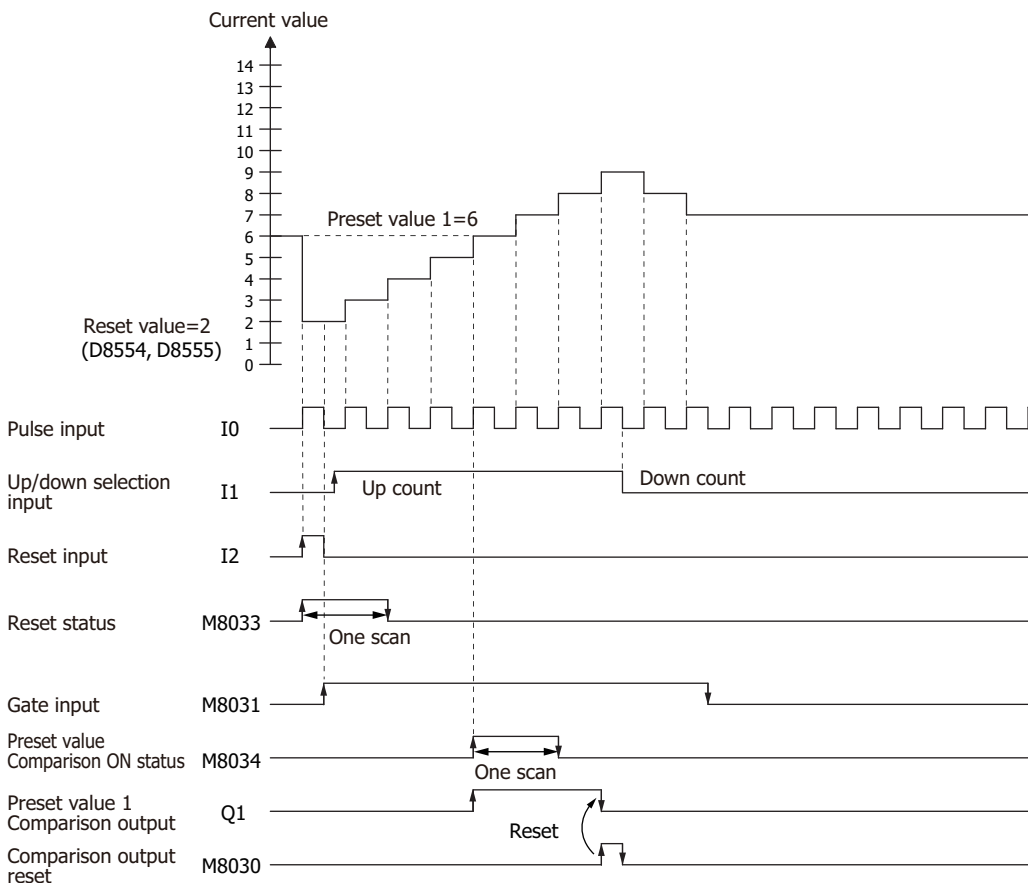 Current value
14
13
12
11
10
9
8
7
6
5
4
3
2
1
0
Preset value 1=6
Reset value=2
(D8554, D8555)
Pulse input I0
Up/down selection
input I1 Up count Down count
Reset input I2
Reset status M8033 One scan
Gate input M8031
Preset value
Comparison ON status M8034 One scan
Preset value 1
Comparison output Q1 Reset
Comparison output
reset M8030